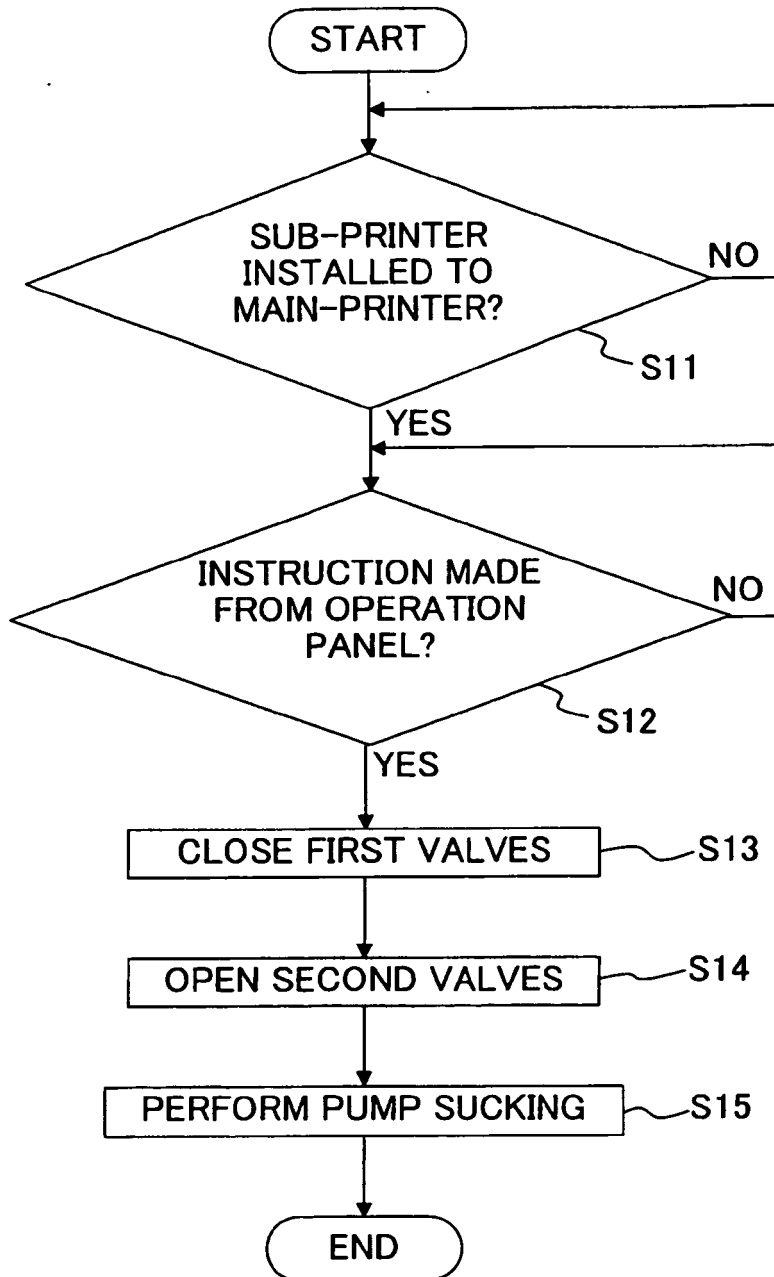 START
SUB-PRINTER
INSTALLED TO
MAIN-PRINTER?
NO
S11
YES
INSTRUCTION MADE
FROM OPERATION
PANEL?
NO
S12
YES
CLOSE FIRST VALVES
S13
OPEN SECOND VALVES
S14
PERFORM PUMP SUCKING
S15
END